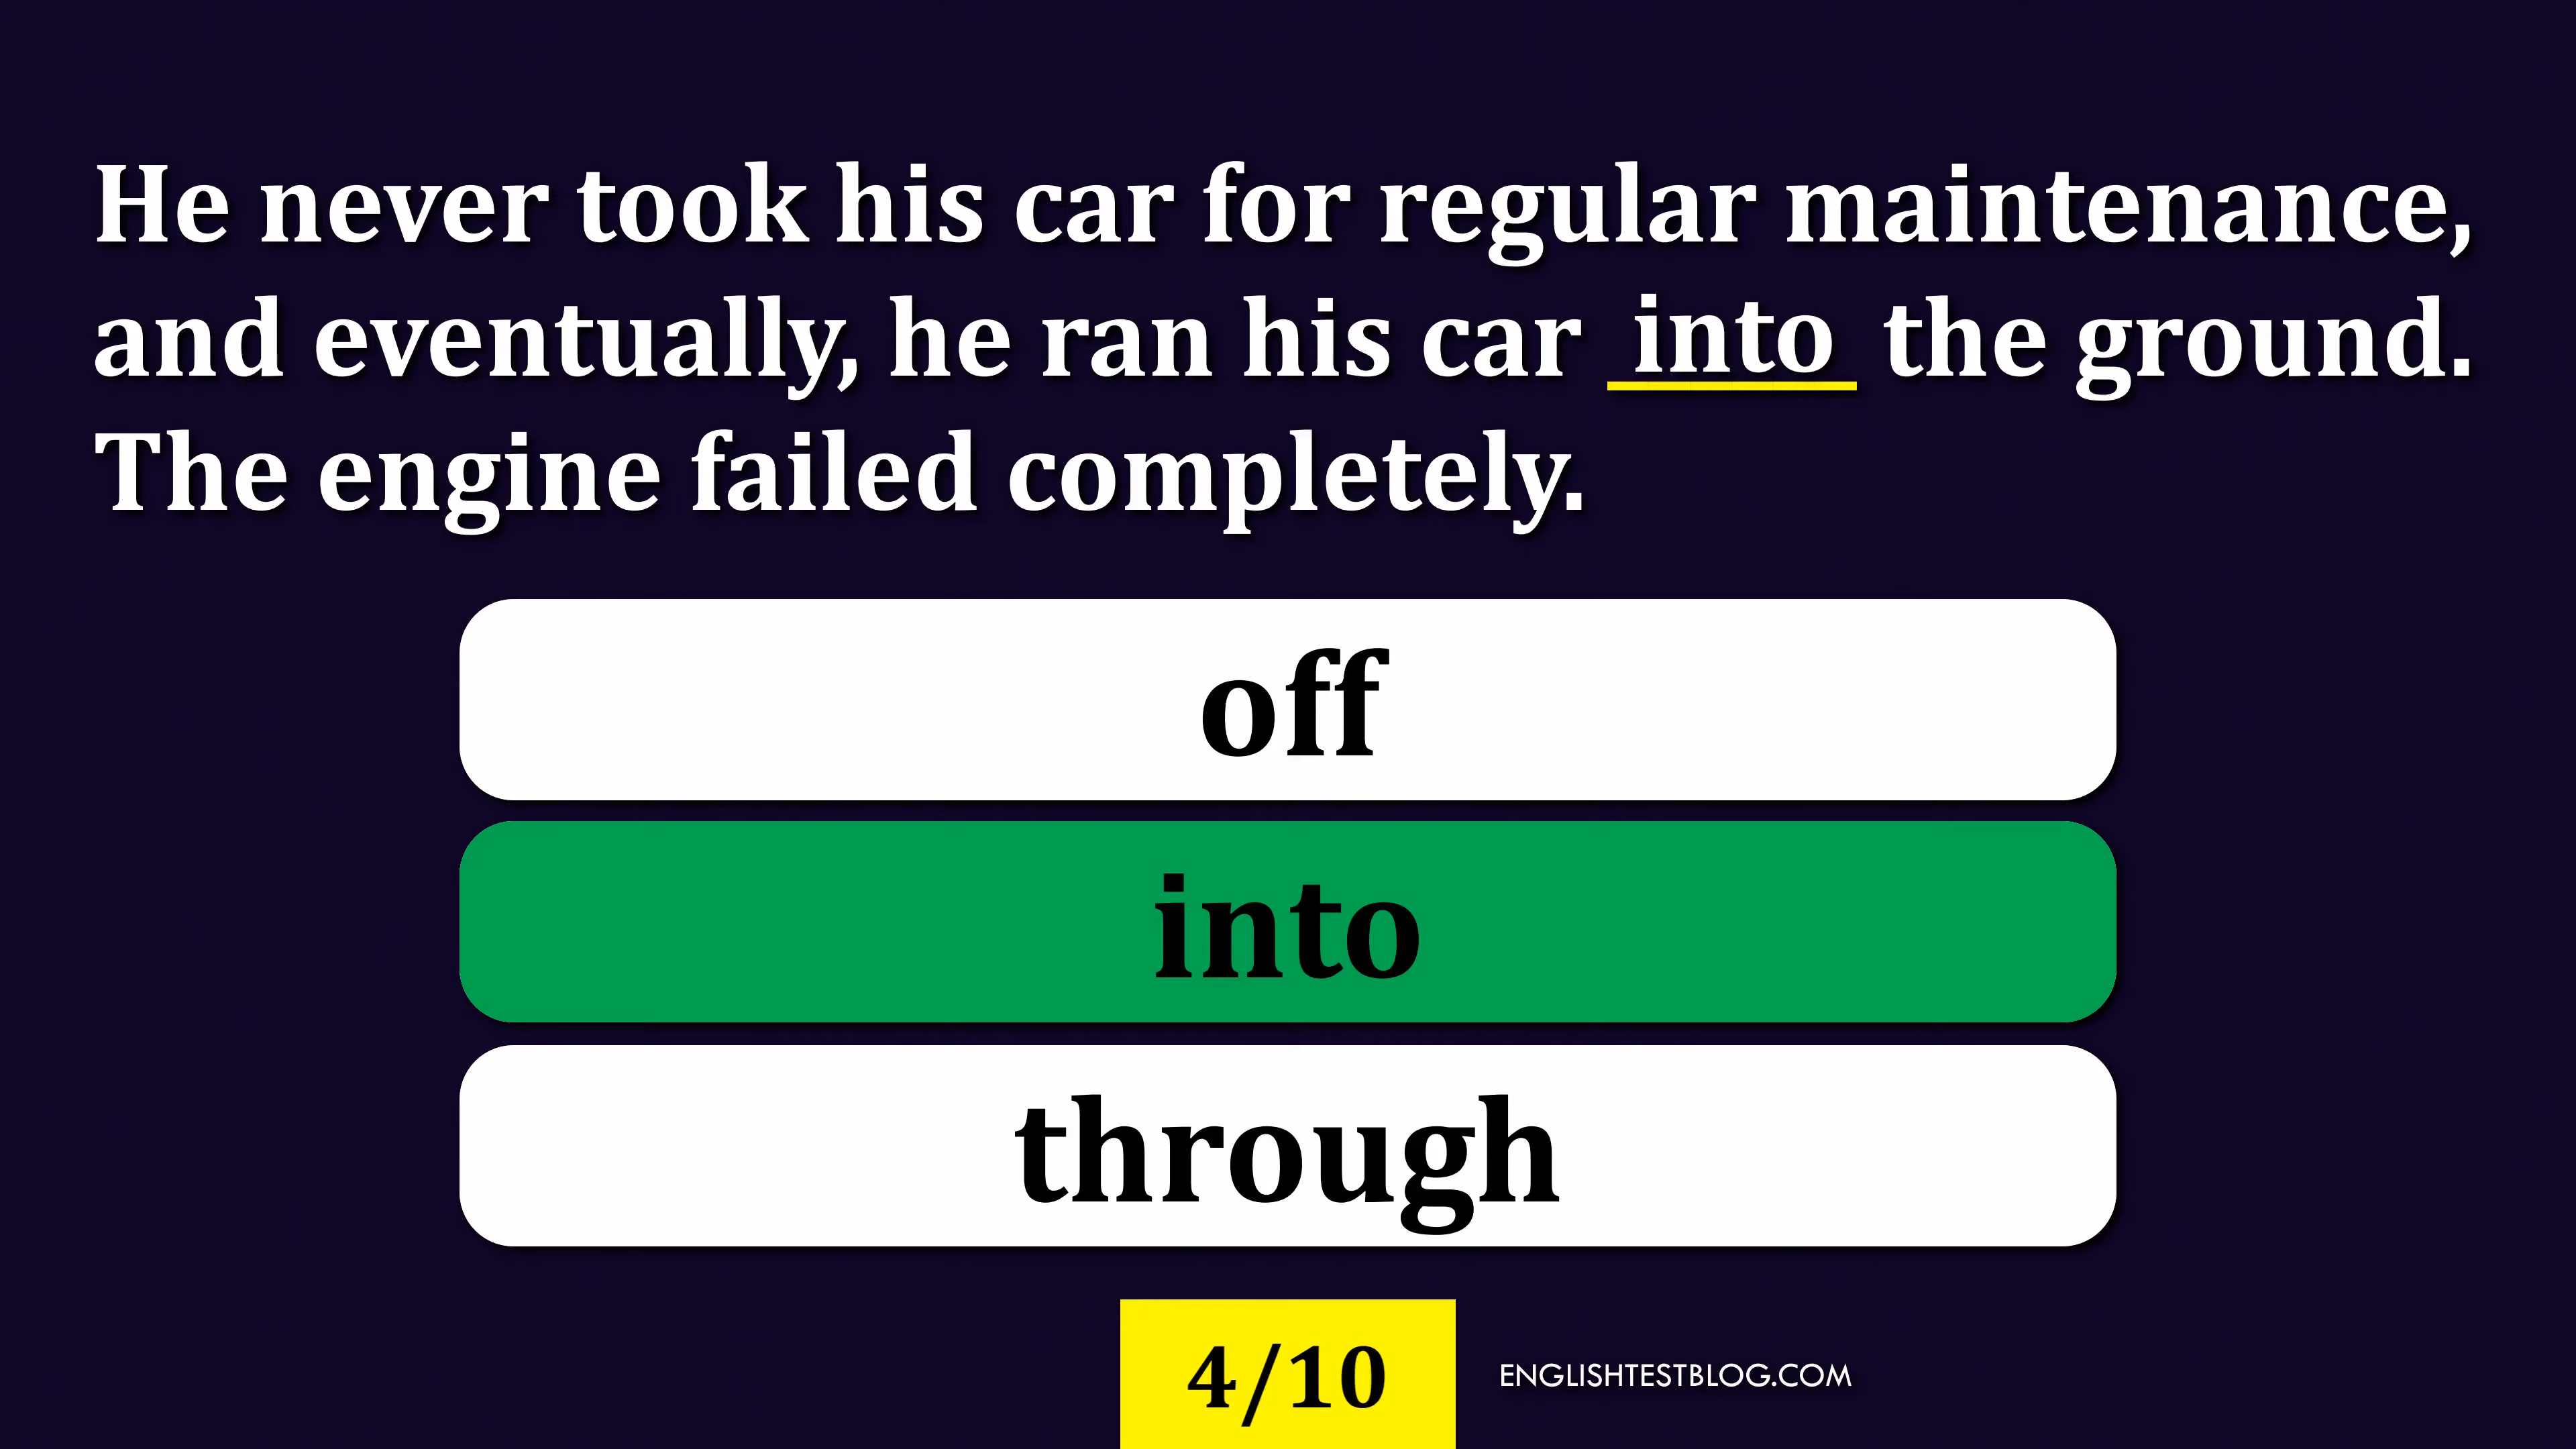 He never took his car for regular maintenance,
and eventually, he ran his car into the ground.
The engine failed completely.
off
into
through
4/10
ENGLISHTESTBLOG.COM